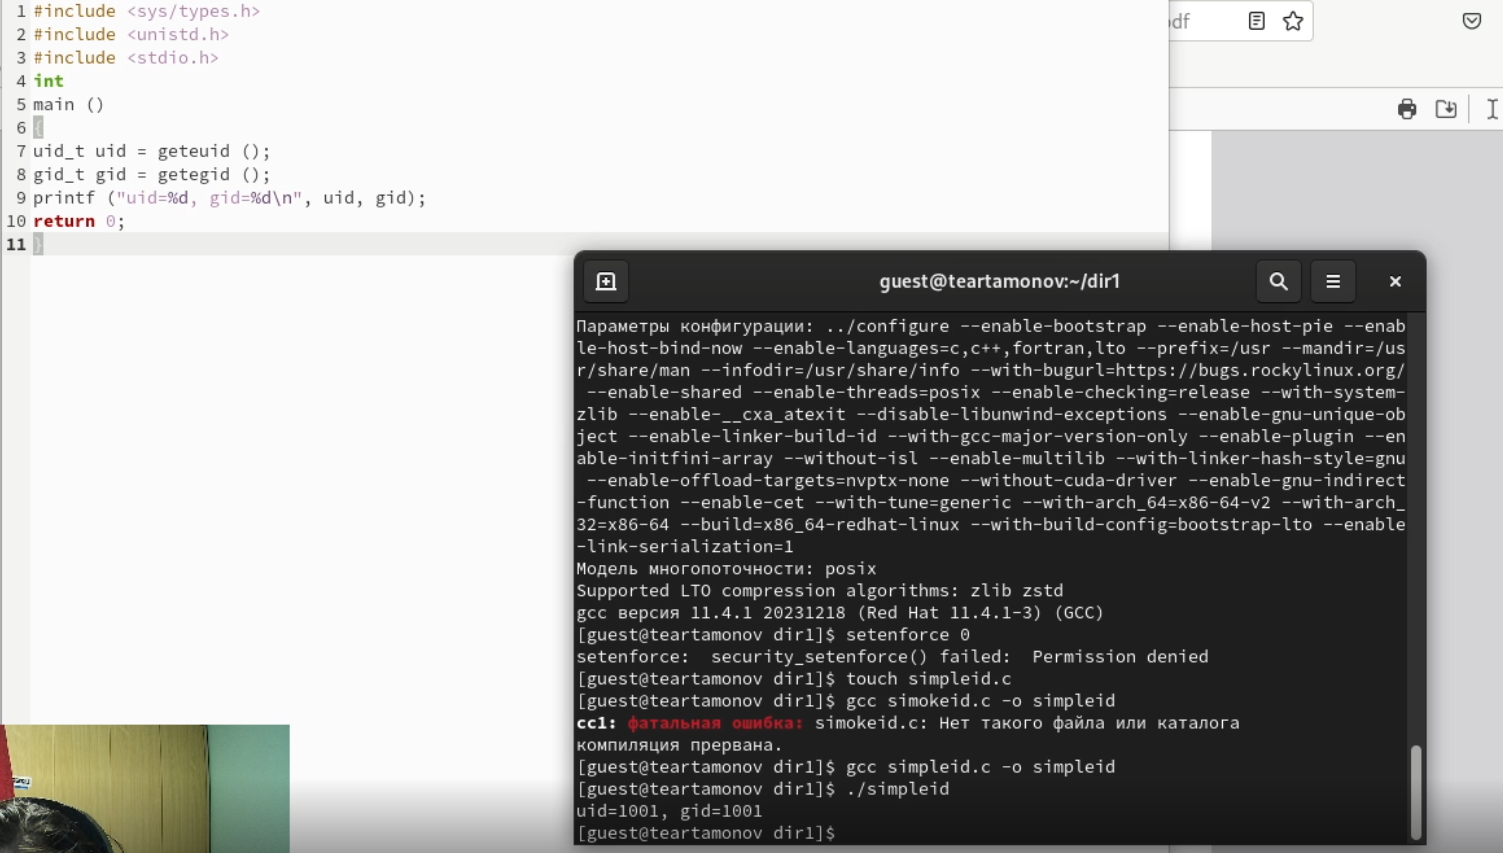 1 #include <sys/types.h>
2 #include <unistd.h>
3 #include <stdio.h>
4 int
5 main ()
6 {
7 uid_t uid = geteuid ();
8 gid_t gid = getegid ();
9 printf ("uid=%d, gid=%d\n", uid, gid);
10 return 0;
11 }
df
guest@teartamonov:~/dir1
Параметры конфигурации: ../configure --enable-bootstrap --enable-host-pie --enab
le-host-bind-now --enable-languages=c,c++,fortran,lto --prefix=/usr --mandir=/us
r/share/man --infodir=/usr/share/info --with-bugurl=https://bugs.rockylinux.org/
--enable-shared --enable-threads=posix --enable-checking=release --with-system-
zlib --enable-__cxa_atexit --disable-libunwind-exceptions --enable-gnu-unique-ob
ject --enable-linker-build-id --with-gcc-major-version-only --enable-plugin --en
able-initfini-array --without-isl --enable-multilib --with-linker-hash-style=gnu
--enable-offload-targets=nvptx-none --without-cuda-driver --enable-gnu-indirect
-function --enable-cet --with-tune=generic --with-arch_64=x86-64-v2 --with-arch_
32=x86-64 --build=x86_64-redhat-linux --with-build-config=bootstrap-lto --enable
-link-serialization=1
Модель многопоточности: posix
Supported LTO compression algorithms: zlib zstd
gcc версия 11.4.1 20231218 (Red Hat 11.4.1-3) (GCC)
[guest@teartamonov dir1]$ setenforce 0
setenforce:  security_setenforce() failed:  Permission denied
[guest@teartamonov dir1]$ touch simpleid.c
[guest@teartamonov dir1]$ gcc simokeid.c -o simpleid
cc1: фатальная ошибка: simokeid.c: Нет такого файла или каталога
компиляция прервана.
[guest@teartamonov dir1]$ gcc simpleid.c -o simpleid
[guest@teartamonov dir1]$ ./simpleid
uid=1001, gid=1001
[guest@teartamonov dir1]$